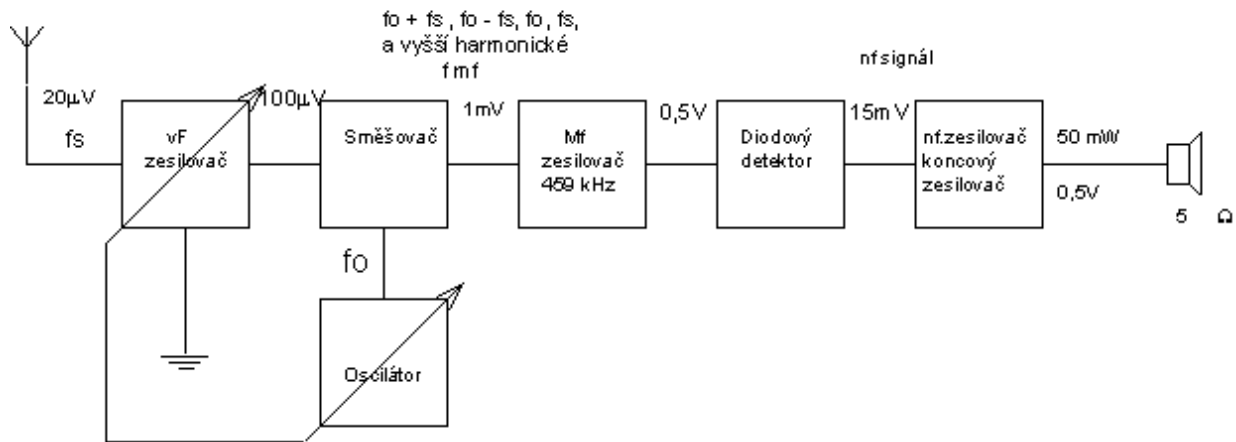 fo + fs , fo - fs, fo, fs,
a vyšší harmonické
f mf
nf signál
20µV
fs
vF
zesilovač
100µV
Směšovač
1mV
Mf
zesilovač
459 kHz
0,5V
Diodový
detektor
15mV
nf.zesilovač
koncový
zesilovač
50 mW
0,5V
5 Ω
fo
Oscilátor